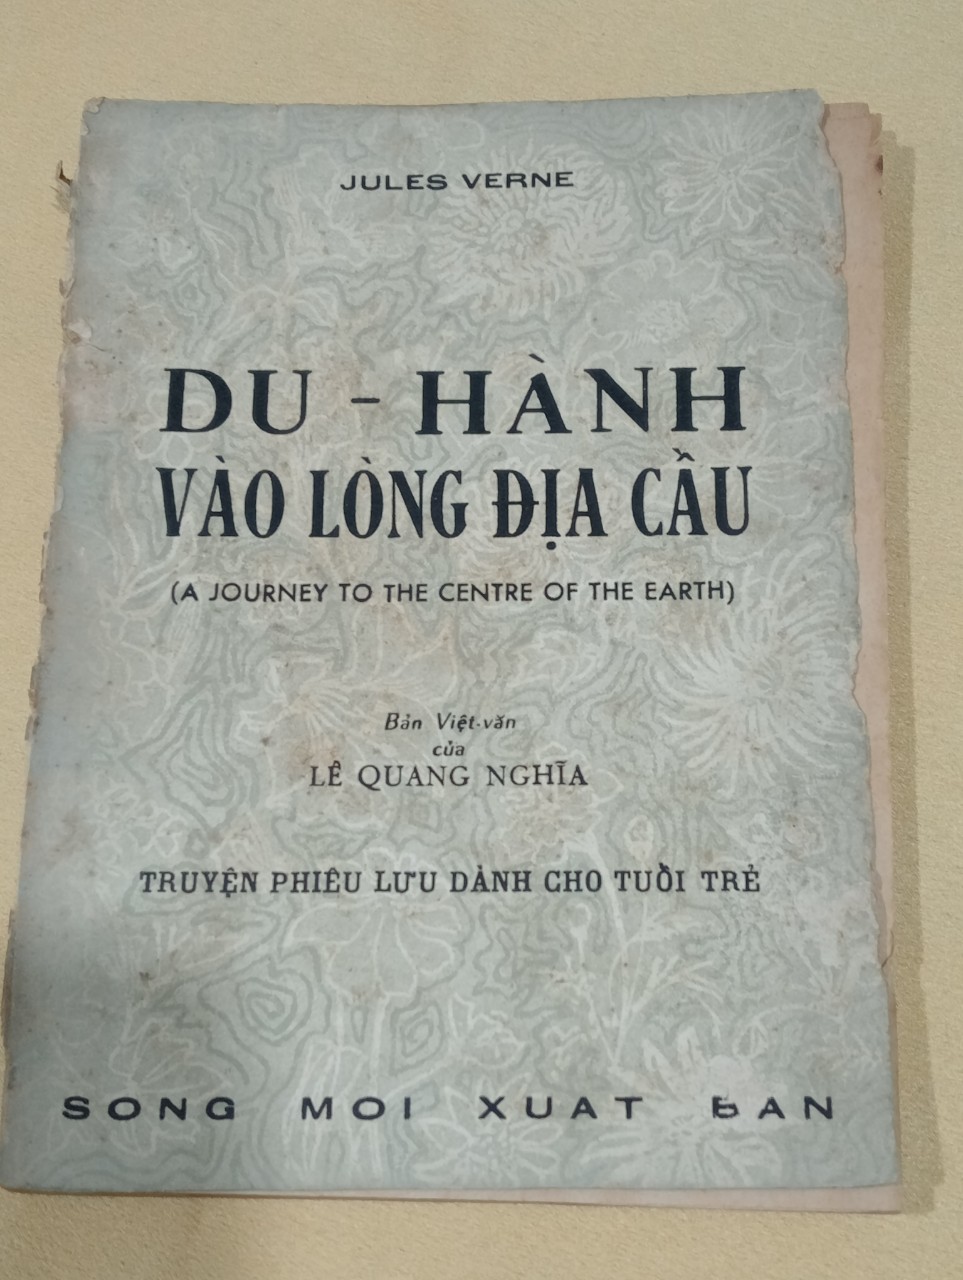 JULES VERNE
DU - HÀNH
VÀO LÒNG ĐỊA CẦU
(A JOURNEY TO THE CENTRE OF THE EARTH)
Bản Việt-văn
của
LÊ QUANG NGHĨA
TRUYỆN PHIÊU LƯU DÀNH CHO TUỔI TRẺ
SONG MOI XUAT BAN